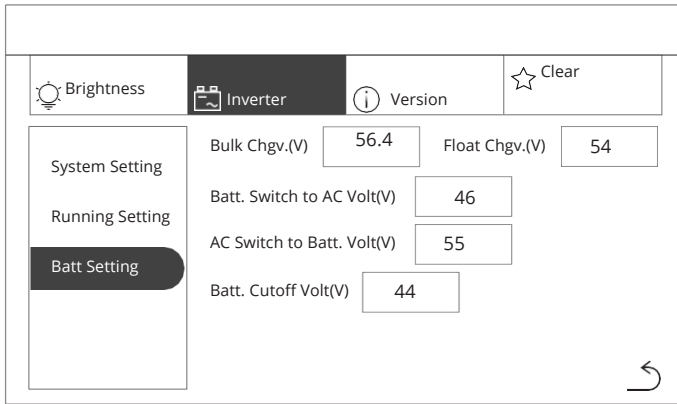 Brightness
Inverter
Version
Clear
System Setting
Running Setting
Batt Setting
Bulk Chgv.(V) 56.4 Float Chgv.(V) 54
Batt. Switch to AC Volt(V) 46
AC Switch to Batt. Volt(V) 55
Batt. Cutoff Volt(V) 44